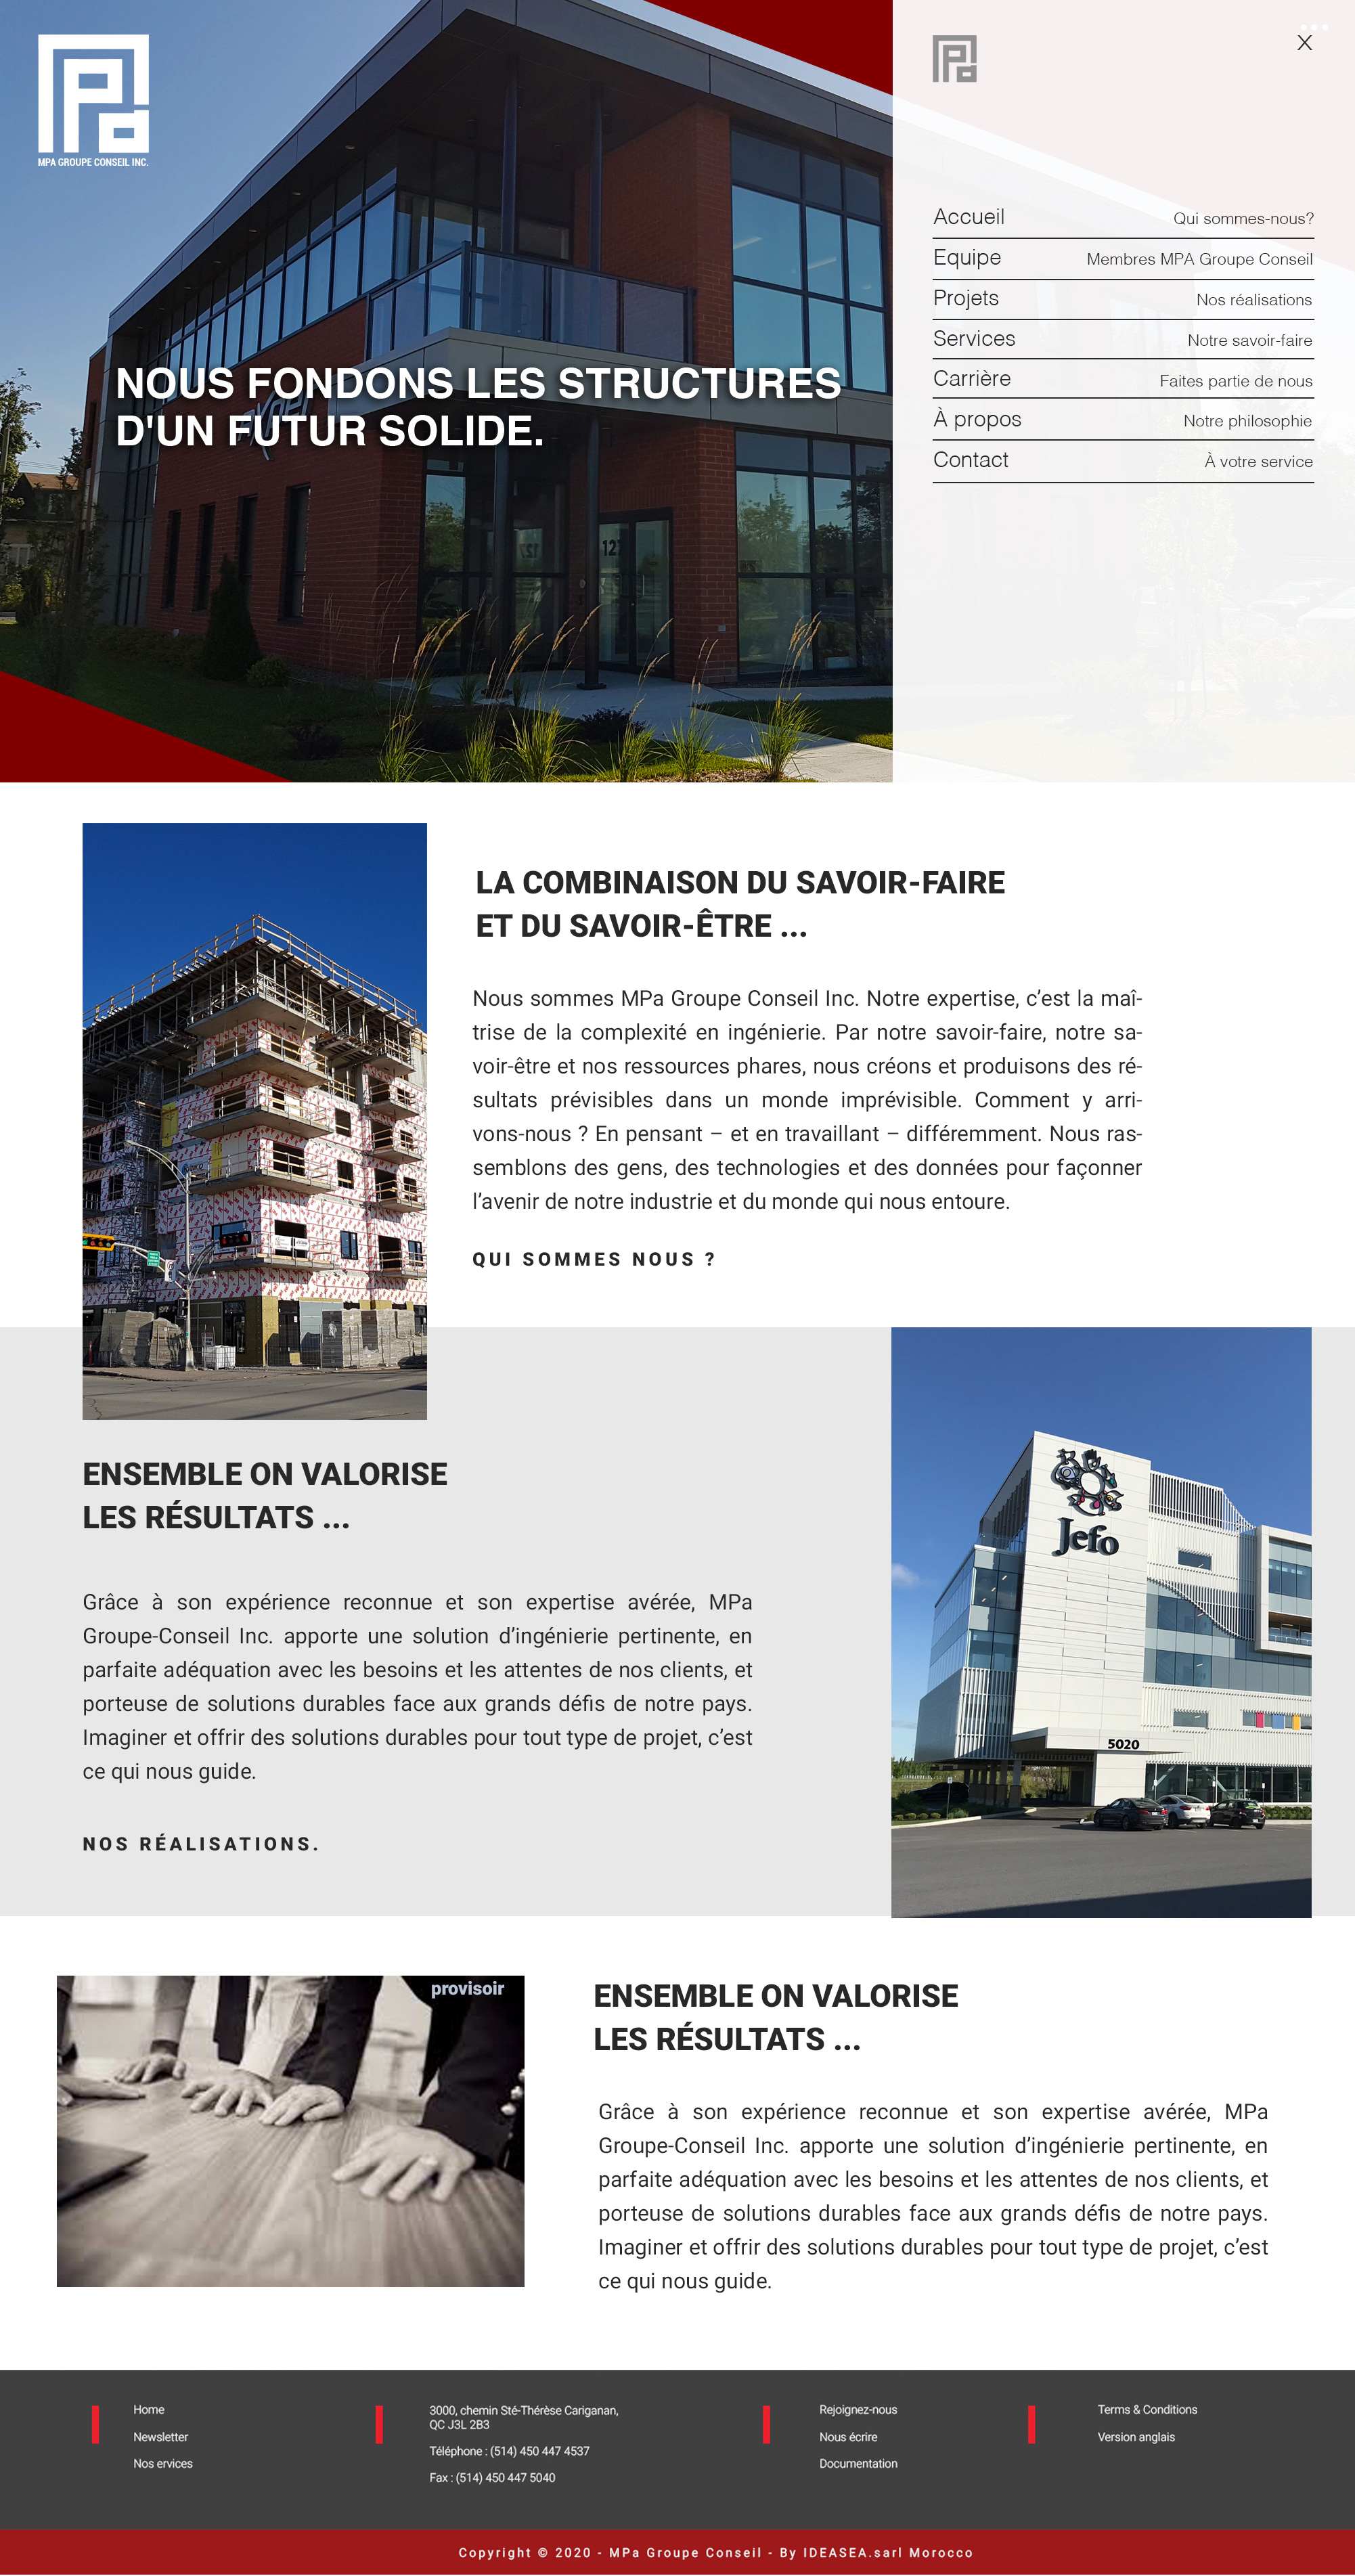 MPA GROUPE CONSEIL INC.
X
Accueil Qui sommes-nous?
Equipe Membres MPA Groupe Conseil
Projets Nos réalisations
Services Notre savoir-faire
Carrière Faites partie de nous
À propos Notre philosophie
Contact À votre service
NOUS FONDONS LES STRUCTURES
D'UN FUTUR SOLIDE.
127
LA COMBINAISON DU SAVOIR-FAIRE
ET DU SAVOIR-ÊTRE ...
Nous sommes MPa Groupe Conseil Inc. Notre expertise, c’est la maî-
trise de la complexité en ingénierie. Par notre savoir-faire, notre sa-
voir-être et nos ressources phares, nous créons et produisons des ré-
sultats prévisibles dans un monde imprévisible. Comment y arri-
vons-nous ? En pensant – et en travaillant – différemment. Nous ras-
semblons des gens, des technologies et des données pour façonner
l’avenir de notre industrie et du monde qui nous entoure.
QUI SOMMES NOUS ?
ENSEMBLE ON VALORISE
LES RÉSULTATS ...
Grâce à son expérience reconnue et son expertise avérée, MPa
Groupe-Conseil Inc. apporte une solution d’ingénierie pertinente, en
parfaite adéquation avec les besoins et les attentes de nos clients, et
porteuse de solutions durables face aux grands défis de notre pays.
Imaginer et offrir des solutions durables pour tout type de projet, c’est
ce qui nous guide.
NOS RÉALISATIONS.
Jefo
5020
provisoir
ENSEMBLE ON VALORISE
LES RÉSULTATS ...
Grâce à son expérience reconnue et son expertise avérée, MPa
Groupe-Conseil Inc. apporte une solution d’ingénierie pertinente, en
parfaite adéquation avec les besoins et les attentes de nos clients, et
porteuse de solutions durables face aux grands défis de notre pays.
Imaginer et offrir des solutions durables pour tout type de projet, c’est
ce qui nous guide.
Home
Newsletter
Nos ervices
3000, chemin Sté-Thérèse Cariganan,
QC J3L 2B3
Téléphone : (514) 450 447 4537
Fax : (514) 450 447 5040
Rejoignez-nous
Nous écrire
Documentation
Terms & Conditions
Version anglais
Copyright © 2020 - MPa Groupe Conseil - By IDEASEA.sarl Morocco